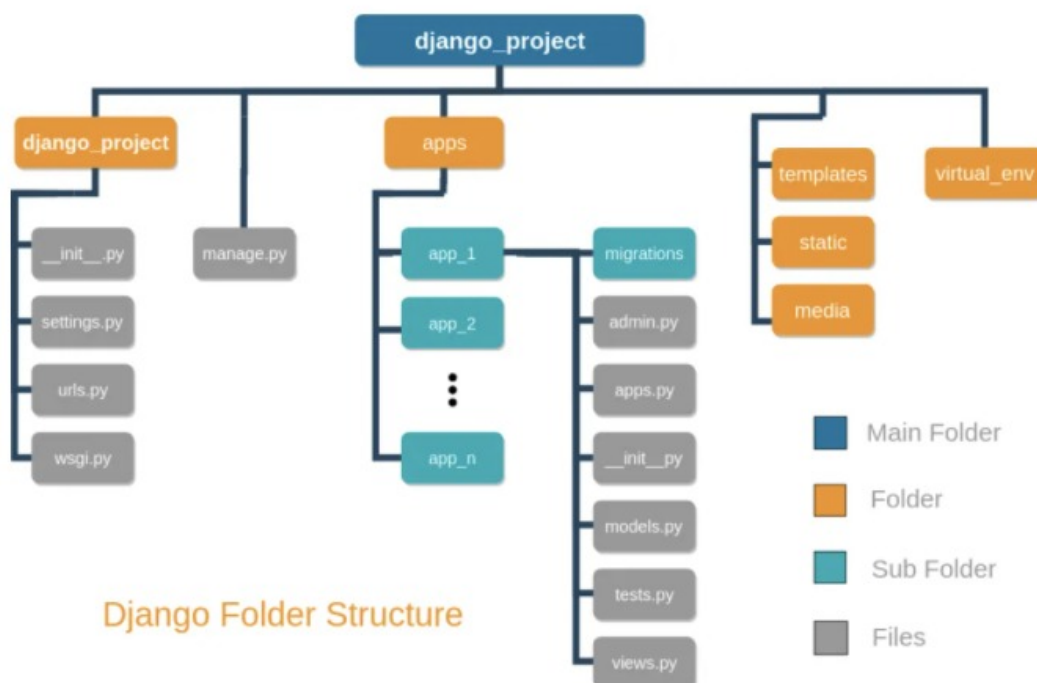 django_project
django_project
apps
templates
virtual_env
static
media
__init__.py
manage.py
settings.py
urls.py
wsgi.py
app_1
app_2
app_n
migrations
admin.py
apps.py
__init__py
models.py
tests.py
views.py
Main Folder
Folder
Sub Folder
Files
Django Folder Structure